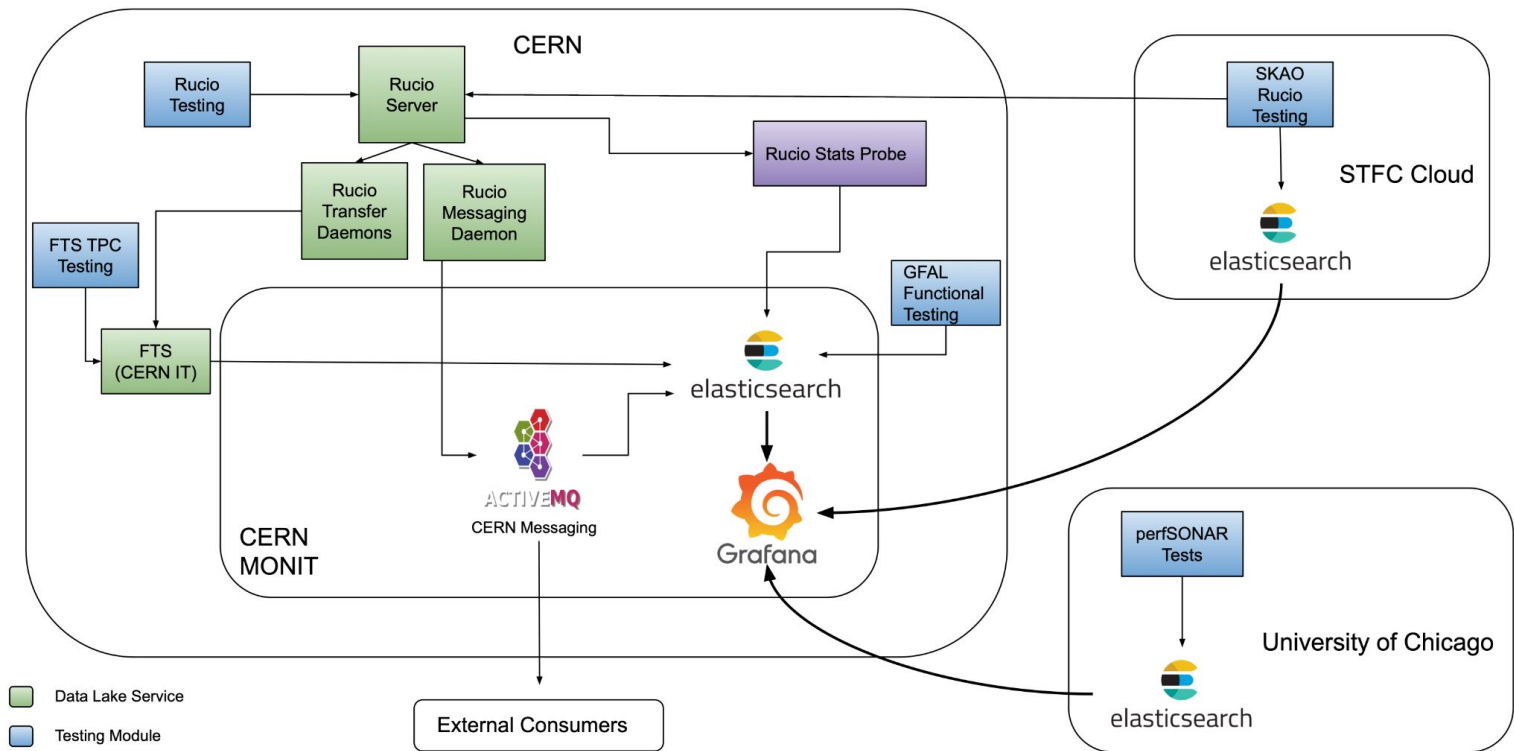 CERN
Rucio
Testing
Rucio
Server
SKAO
Rucio
Testing
Rucio Stats Probe
STFC Cloud
Rucio
Transfer
Daemons
Rucio
Messaging
Daemon
FTS TPC
Testing
elasticsearch
GFAL
Functional
Testing
FTS
(CERN IT)
elasticsearch
ACTIVEMQ
CERN Messaging
CERN
MONIT
Grafana
perfSONAR
Tests
University of Chicago
elasticsearch
Data Lake Service
Testing Module
External Consumers